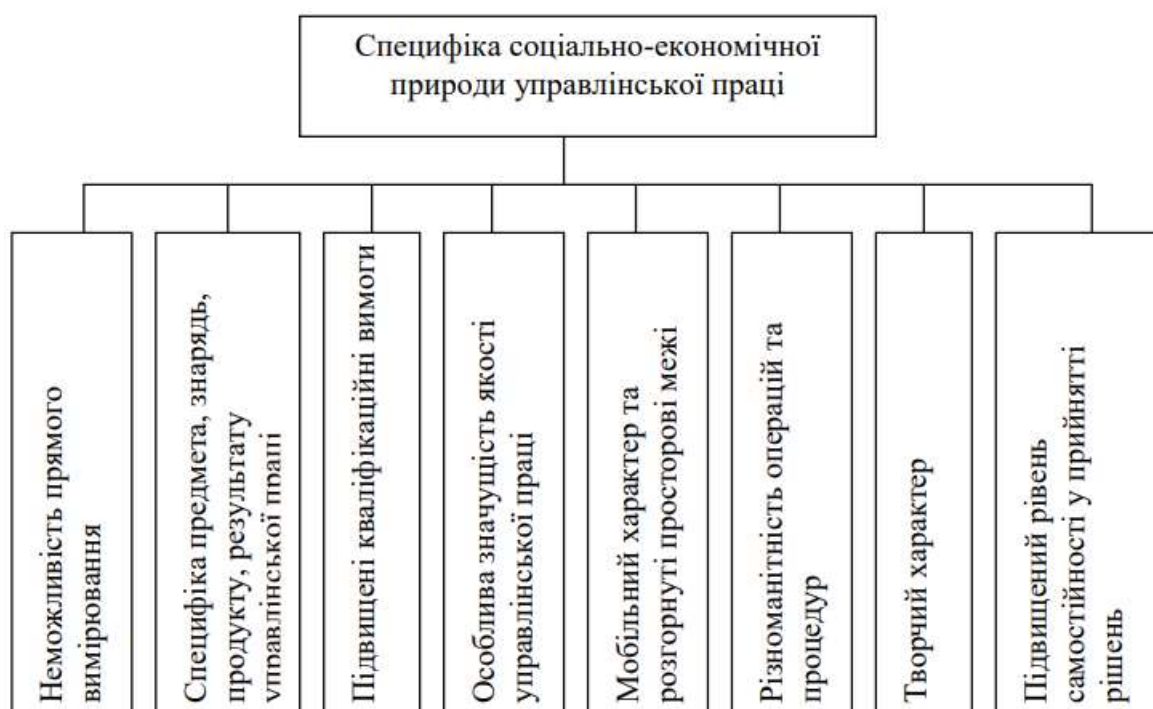 Специфіка соціально-економічної
природи управлінської праці
Неможливість прямого
вимірювання
Специфіка предмета, знарядь,
продукту, результату
управлінської праці
Підвищені кваліфікаційні вимоги
Особлива значущість якості
управлінської праці
Мобільний характер та
розгорнуті просторові межі
Різноманітність операцій та
процедур
Творчий характер
Підвищений рівень
самостійності у прийнятті
рішень